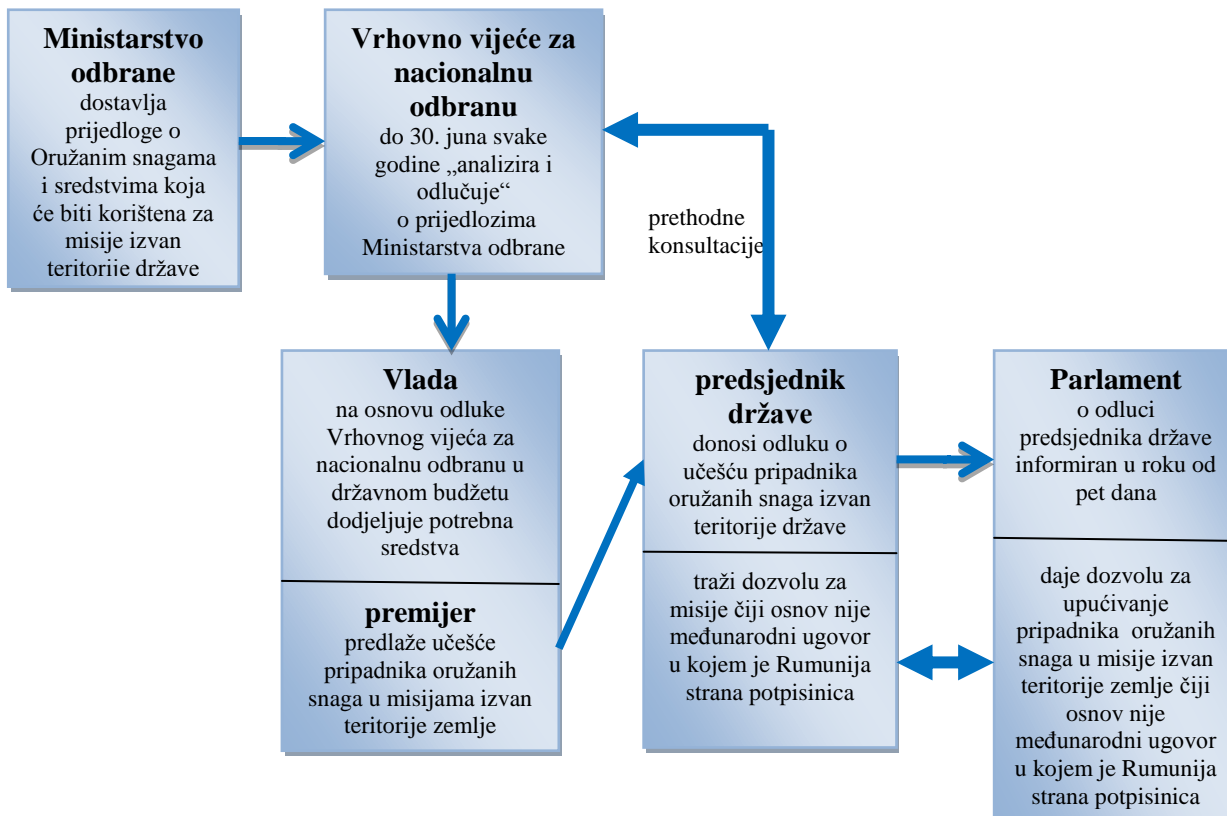 Ministarstvo
odbrane
dostavlja
prijedloge o
Oružanim snagama
i sredstvima koja
će biti korištena za
misije izvan
teritorije države
Vrhovno vijeće za
nacionalnu
odbranu
do 30. juna svake
godine „analizira i
odlučuje“
o prijedlozima
Ministarstva odbrane
prethodne
konsultacije
Vlada
na osnovu odluke
Vrhovnog vijeća za
nacionalnu odbranu u
državnom budžetu
dodjeljuje potrebna
sredstva
premijer
predlaže učešće
pripadnika oružanih
snaga u misijama izvan
teritorije zemlje
predsjednik
države
donosi odluku o
učešću pripadnika
oružanih snaga izvan
teritorije države
traži dozvolu za
misije čiji osnov nije
međunarodni ugovor
u kojem je Rumunija
strana potpisinica
Parlament
o odluci
predsjednika države
informiran u roku od
pet dana
daje dozvolu za
upućivanje
pripadnika oružanih
snaga u misije izvan
teritorije zemlje čiji
osnov nije
međunarodni ugovor
u kojem je Rumunija
strana potpisinica